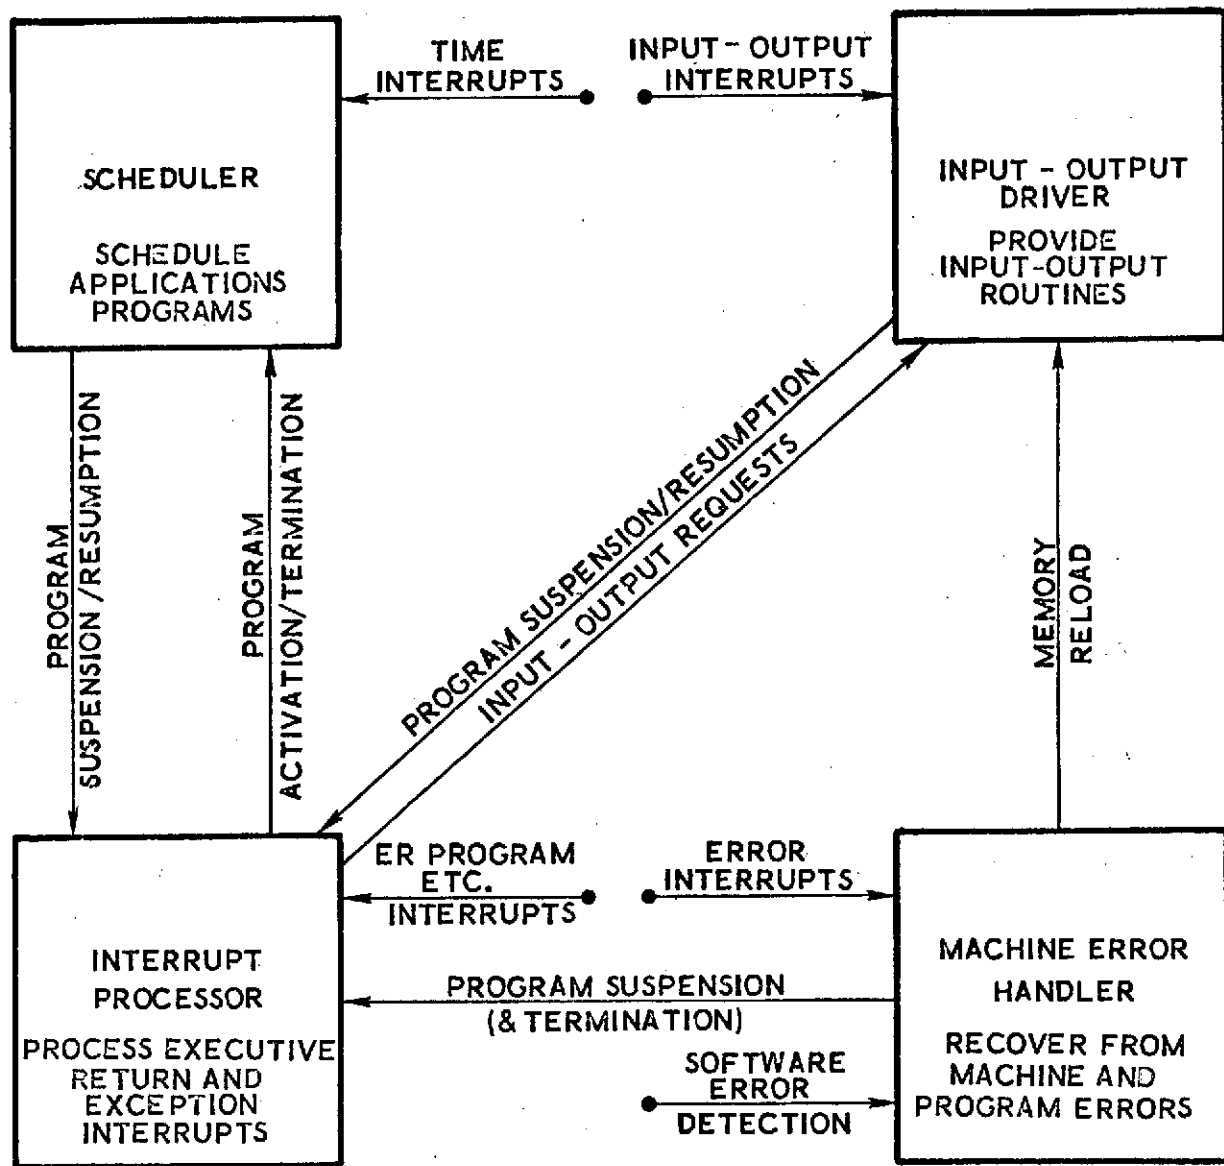 TIME
INTERRUPTS
INPUT - OUTPUT
INTERRUPTS
SCHEDULER
SCHEDULE
APPLICATIONS
PROGRAMS
INPUT - OUTPUT
DRIVER
PROVIDE
INPUT-OUTPUT
ROUTINES
PROGRAM
SUSPENSION/RESUMPTION
PROGRAM
ACTIVATION/TERMINATION
PROGRAM SUSPENSION/RESUMPTION
INPUT - OUTPUT REQUESTS
MEMORY
RELOAD
ER PROGRAM
ETC.
INTERRUPTS
ERROR
INTERRUPTS
INTERRUPT
PROCESSOR
PROCESS EXECUTIVE
RETURN AND
EXCEPTION
INTERRUPTS
PROGRAM SUSPENSION
(& TERMINATION)
SOFTWARE
ERROR
DETECTION
MACHINE ERROR
HANDLER
RECOVER FROM
MACHINE AND
PROGRAM ERRORS